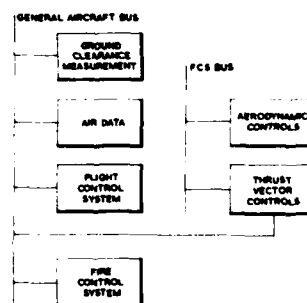 GENERAL AIRCRAFT BUS
GROUND
CLEARANCE
MEASUREMENT
FCS BUS
AIR DATA
AERODYNAMIC
CONTROLS
FLIGHT
CONTROL
SYSTEM
THRUST
VECTOR
CONTROLS
FIRE
CONTROL
SYSTEM